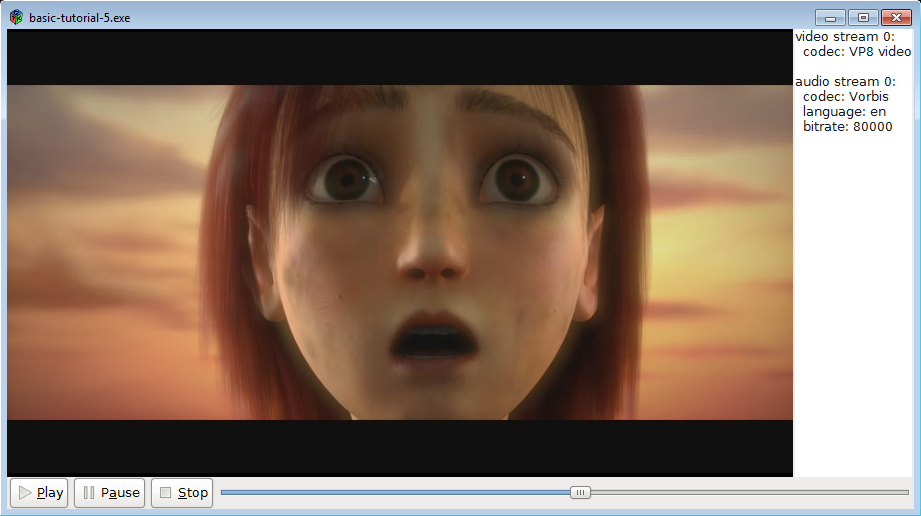 basic-tutorial-5.exe
video stream 0:
codec: VP8 video
audio stream 0:
codec: Vorbis
language: en
bitrate: 80000
Play Pause Stop